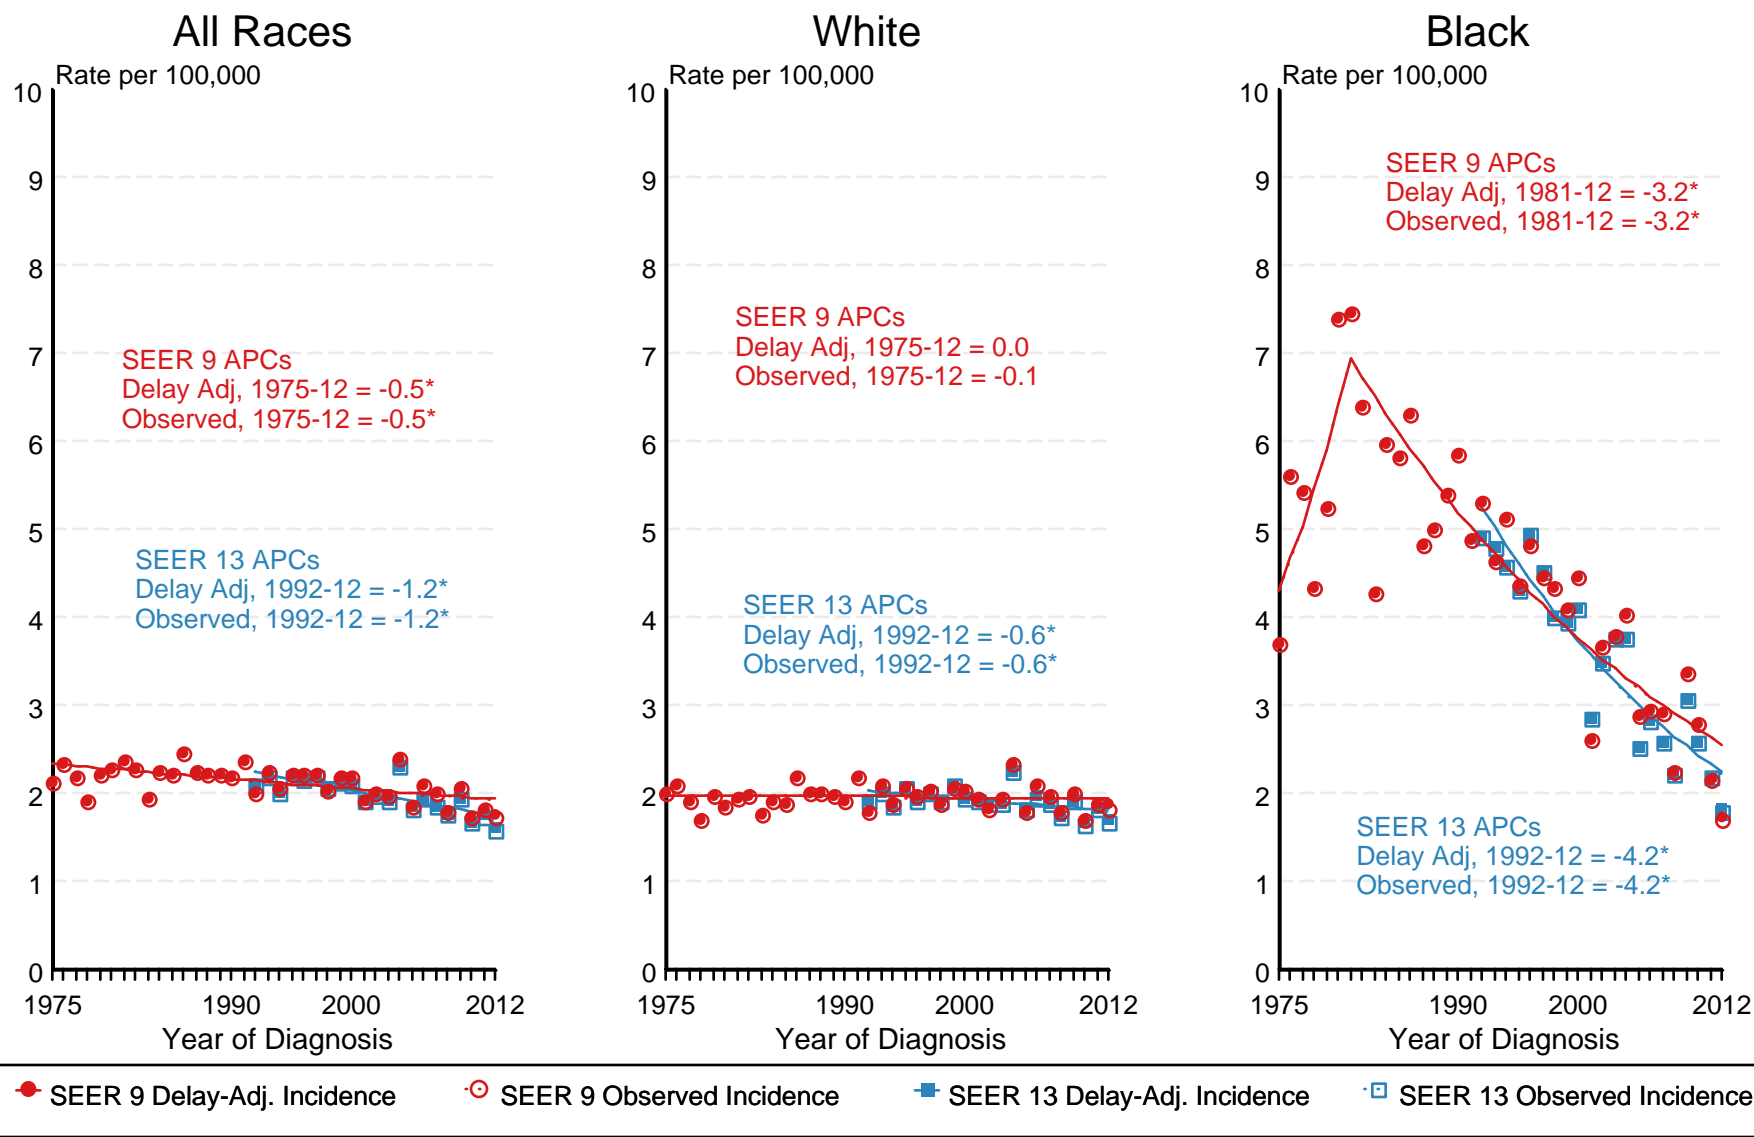 All Races
Rate per 100,000
10
9
8
7
6
5
4
3
2
1
0
SEER 9 APCs
Delay Adj, 1975-12 = -0.5*
Observed, 1975-12 = -0.5*
SEER 13 APCs
Delay Adj, 1992-12 = -1.2*
Observed, 1992-12 = -1.2*
1975 1990 2000 2012
Year of Diagnosis
White
Rate per 100,000
10
9
8
7
6
5
4
3
2
1
0
SEER 9 APCs
Delay Adj, 1975-12 = 0.0
Observed, 1975-12 = -0.1
SEER 13 APCs
Delay Adj, 1992-12 = -0.6*
Observed, 1992-12 = -0.6*
1975 1990 2000 2012
Year of Diagnosis
Black
Rate per 100,000
10
9
8
7
6
5
4
3
2
1
0
SEER 9 APCs
Delay Adj, 1981-12 = -3.2*
Observed, 1981-12 = -3.2*
SEER 13 APCs
Delay Adj, 1992-12 = -4.2*
Observed, 1992-12 = -4.2*
1975 1990 2000 2012
Year of Diagnosis
SEER 9 Delay-Adj. Incidence SEER 9 Observed Incidence SEER 13 Delay-Adj. Incidence SEER 13 Observed Incidence